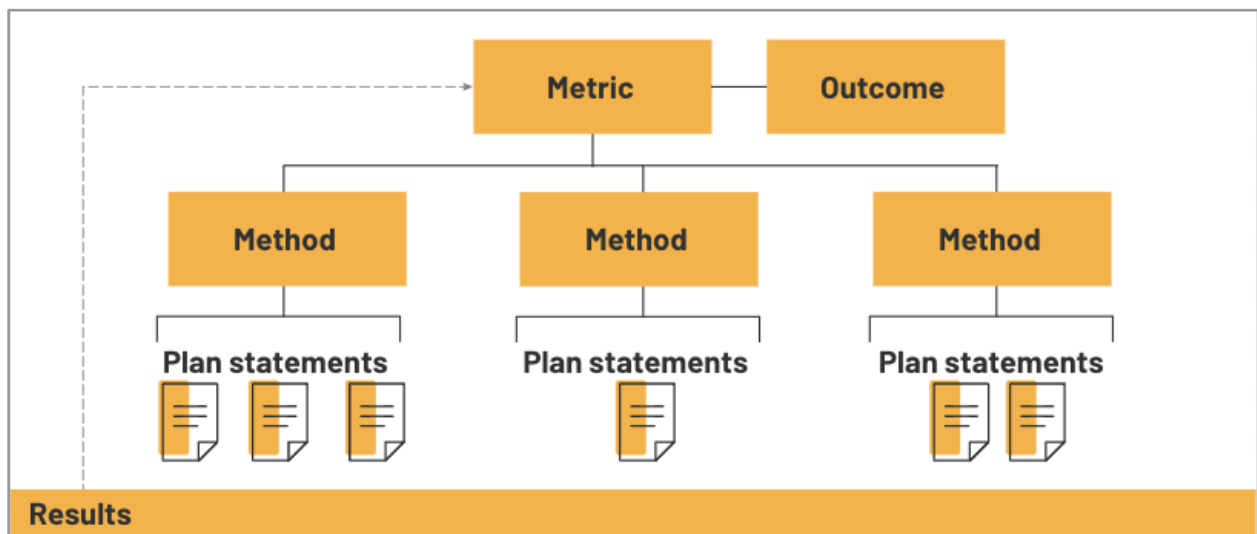 Metric
Outcome
Method
Method
Method
Plan statements
Plan statements
Plan statements
Results